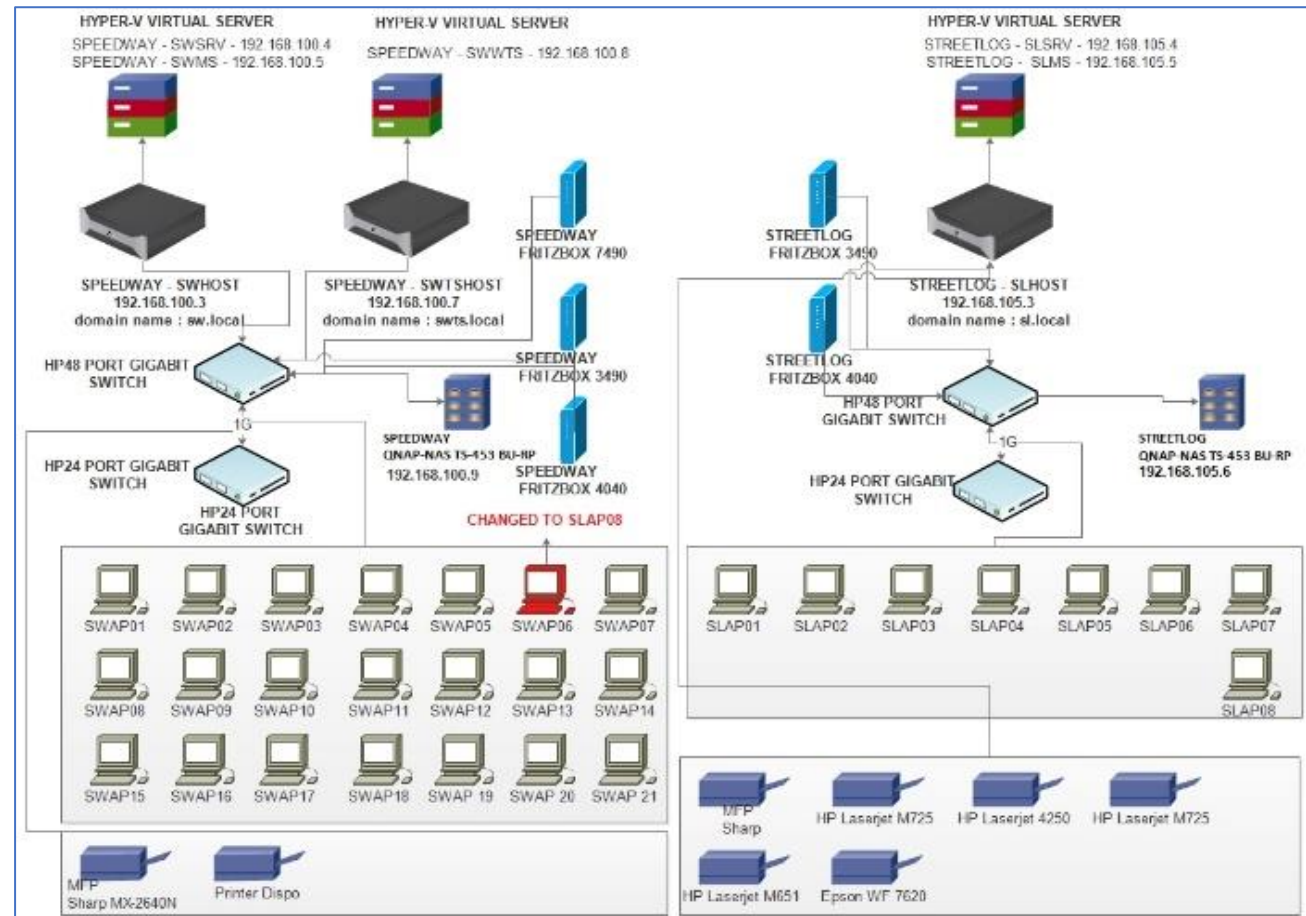 HYPER-V VIRTUAL SERVER
SPEEDWAY - SWSRV - 192.168.100.4
SPEEDWAY - SWMS - 192.168.100.5
HYPER-V VIRTUAL SERVER
SPEEDWAY - SWWTS - 192.168.100.8
HYPER-V VIRTUAL SERVER
STREETLOG - SLSRV - 192.168.105.4
STREETLOG - SLMS - 192.168.105.5
SPEEDWAY
FRITZBOX 7490
STREETLOG
FRITZBOX 3490
SPEEDWAY - SWHOST
192.168.100.3
domain name : sw.local
SPEEDWAY - SWTSHOST
192.168.100.7
domain name : swts.local
STREETLOG - SLHOST
192.168.105.3
domain name : sl.local
HP48 PORT GIGABIT
SWITCH
SPEEDWAY
FRITZBOX 3490
STREETLOG
FRITZBOX 4040
HP48 PORT
GIGABIT SWITCH
1G
SPEEDWAY
QNAP-NAS TS-453 BU-RP
192.168.100.9
1G
STREETLOG
QNAP-NAS TS-453 BU-RP
192.168.105.6
HP24 PORT GIGABIT
SWITCH
SPEEDWAY
FRITZBOX 4040
HP24 PORT GIGABIT
SWITCH
HP24 PORT
GIGABIT SWITCH
CHANGED TO SLAP08
SWAP01 SWAP02 SWAP03 SWAP04 SWAP05 SWAP06 SWAP07
SWAP08 SWAP09 SWAP10 SWAP11 SWAP12 SWAP13 SWAP14
SWAP15 SWAP16 SWAP17 SWAP18 SWAP 19 SWAP 20 SWAP 21
SLAP01 SLAP02 SLAP03 SLAP04 SLAP05 SLAP06 SLAP07
SLAP08
MFP
Sharp MX-2640N
Printer Dispo
MFP
Sharp
HP Laserjet M725
HP Laserjet 4250
HP Laserjet M725
HP Laserjet M651
Epson WF 7620